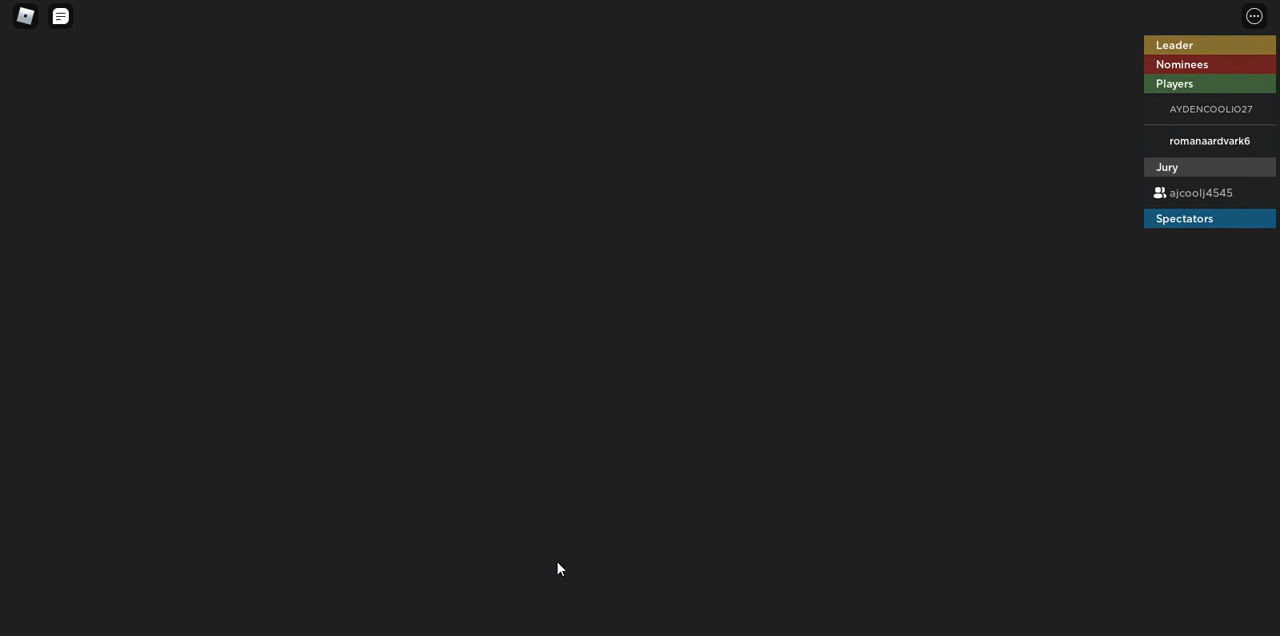 Leader
Nominees
Players
AYDENCOOLIO27
romanaardvark6
Jury
ajcoolj4545
Spectators